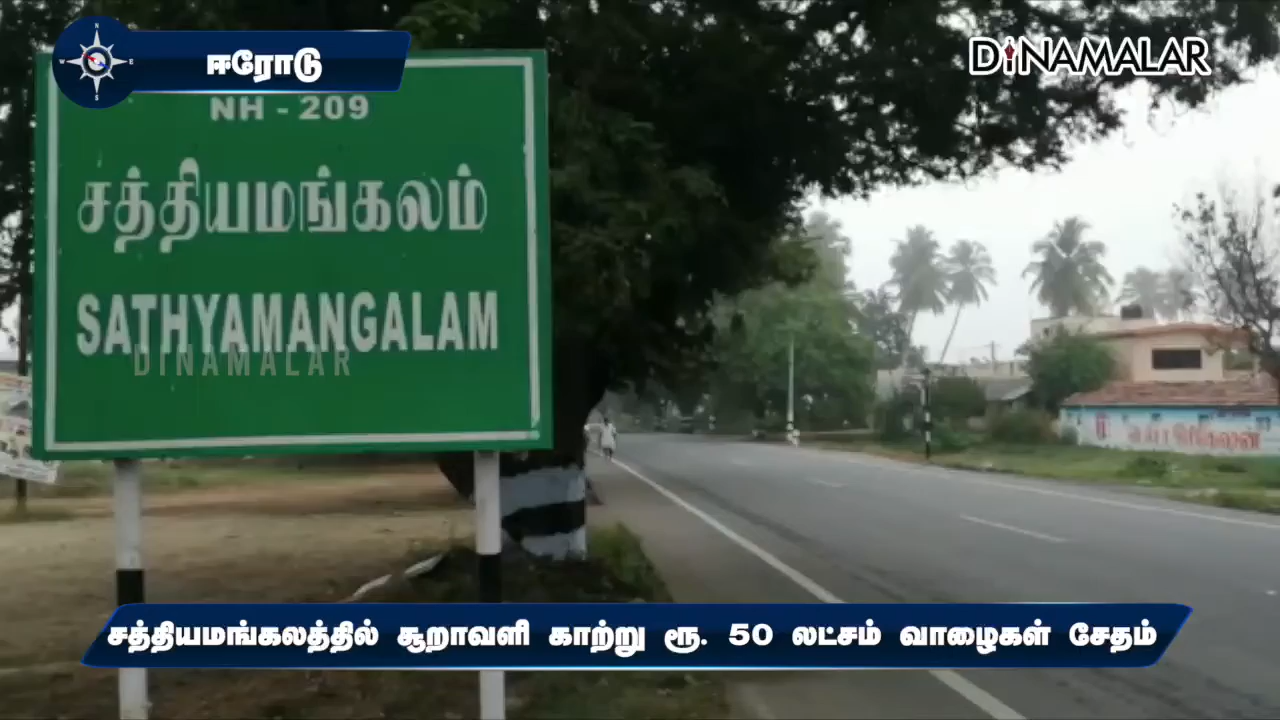 ஈரோடு
DINAMALAR
NH - 209
சத்தியமங்கலம்
SATHYAMANGALAM
DINAMALAR
சத்தியமங்கலத்தில் சூறாவளி காற்று ரூ. 50 லட்சம் வாழைகள் சேதம்